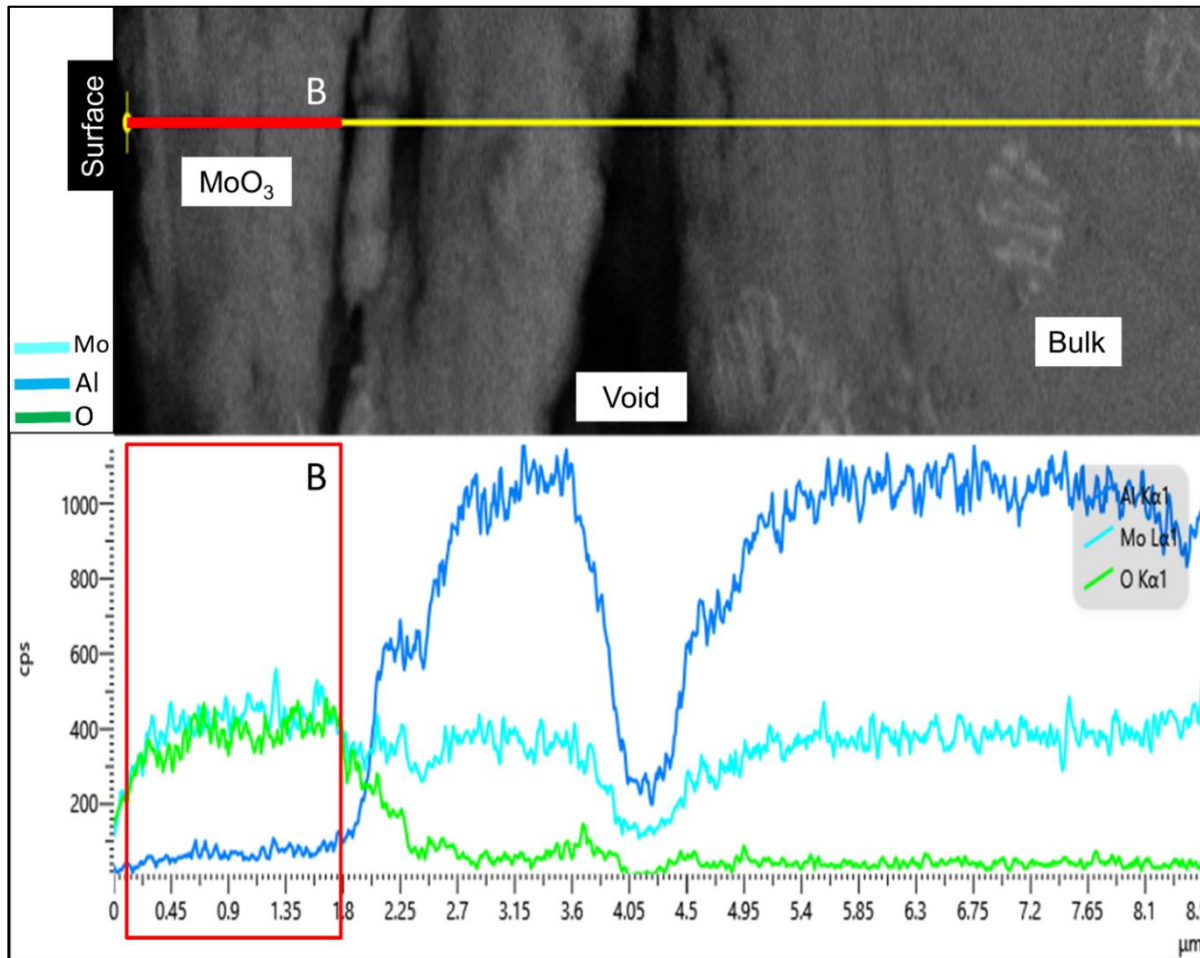 Surface
B
MoO₃
Mo
Al
O
Void
Bulk
B
cps
1000
800
600
400
200
Al Kα1
Mo Lα1
O Kα1
0 0.45 0.9 1.35 1.8 2.25 2.7 3.15 3.6 4.05 4.5 4.95 5.4 5.85 6.3 6.75 7.2 7.65 8.1
µm